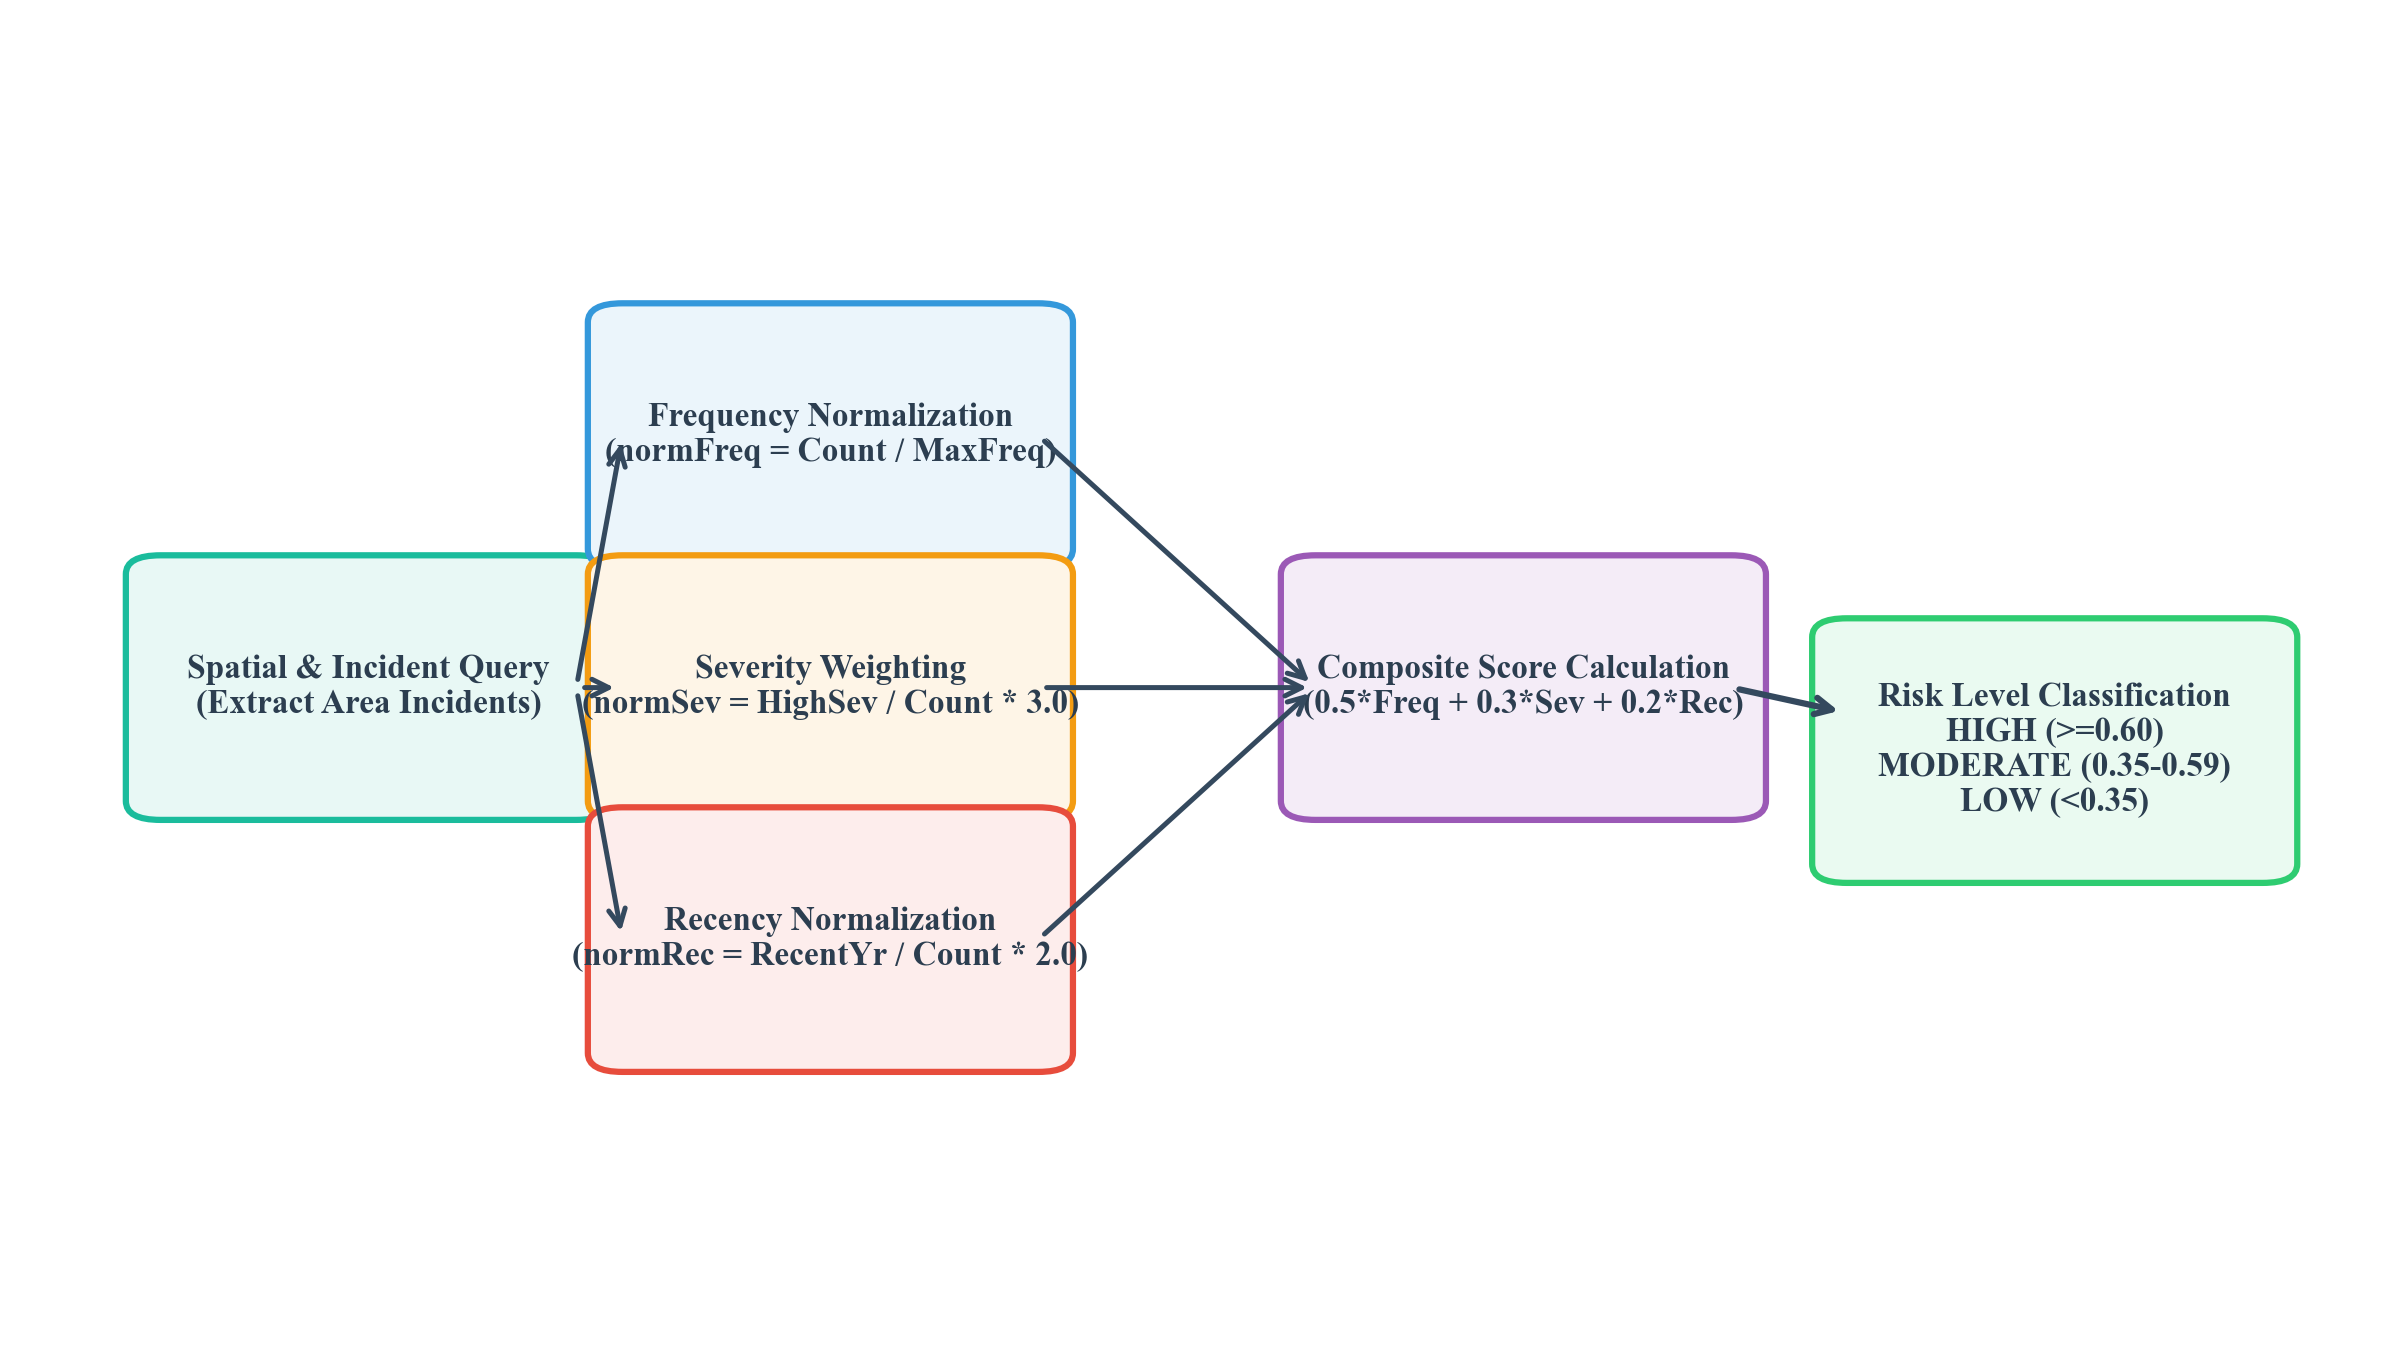 Spatial & Incident Query
(Extract Area Incidents)
Frequency Normalization
(normFreq = Count / MaxFreq)
Severity Weighting
(normSev = HighSev / Count * 3.0)
Recency Normalization
(normRec = RecentYr / Count * 2.0)
Composite Score Calculation
(0.5*Freq + 0.3*Sev + 0.2*Rec)
Risk Level Classification
HIGH (>=0.60)
MODERATE (0.35-0.59)
LOW (<0.35)